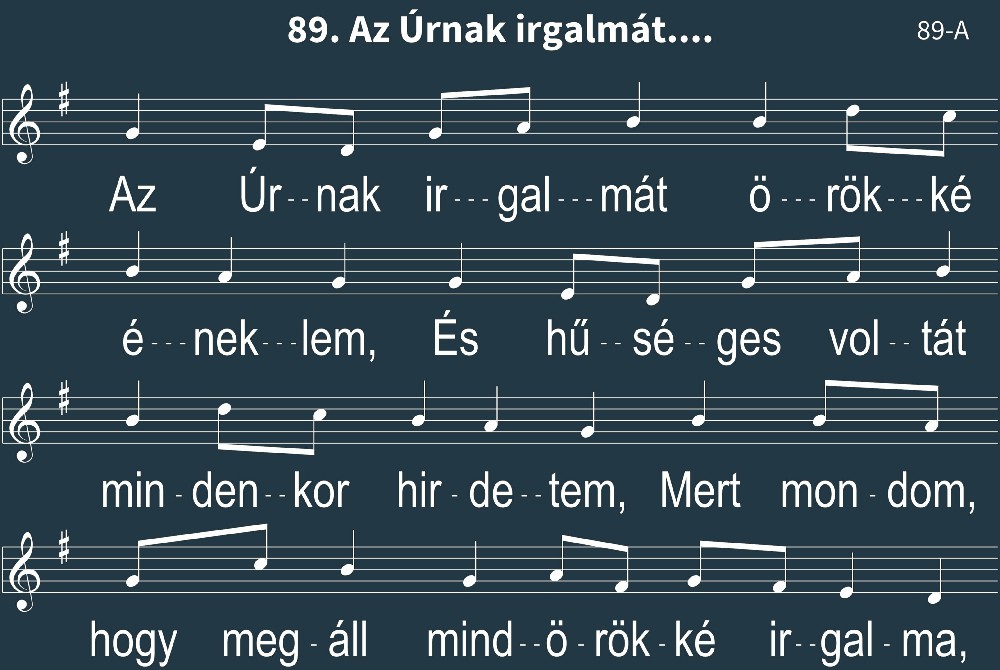 89. Az Úrnak irgalmát....
89-A
Az Úr--nak ir---gal---mát ö---rök---ké
é---nek---lem, És hű--sé--ges vol--tát
min-den--kor hir-de--tem, Mert mon-dom,
hogy meg-áll mind--ö-rök-ké ir--gal-ma,